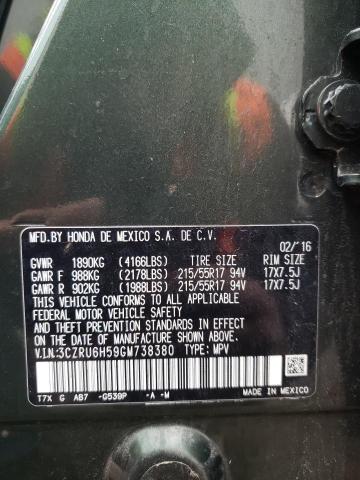 MFD.BY HONDA DE MEXICO S.A. DE C.V.
02/16
GVWR 1890KG (4166LBS) TIRE SIZE RIM SIZE
GAWR F 988KG (2178LBS) 215/55R17 94V 17X7.5J
GAWR R 902KG (1988LBS) 215/55R17 94V 17X7.5J
THIS VEHICLE CONFORMS TO ALL APPLICABLE
FEDERAL MOTOR VEHICLE SAFETY
AND THEFT PREVENTION STANDARDS IN EFFECT ON
THE DATE OF MANUFACTURE SHOWN ABOVE.
V.I.N:3CZRU6H59GM738380 TYPE: MPV
T7X G AB7 -G539P -A -M
MADE IN MEXICO